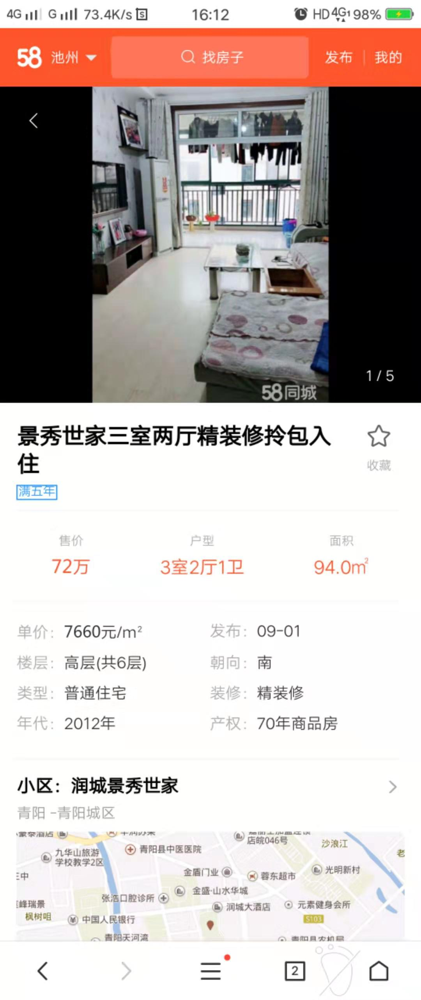 4G G 73.4K/s 16:12 HD 4G1 98%
58 池州 找房子 发布 我的
58同城
1 / 5
景秀世家三室两厅精装修拎包入
住
收藏
满五年
售价 户型 面积
72万 3室2厅1卫 94.0m²
单价: 7660元/m² 发布: 09-01
楼层: 高层(共6层) 朝向: 南
类型: 普通住宅 装修: 精装修
年代: 2012年 产权: 70年商品房
小区: 润城景秀世家
青阳 -青阳城区
豪泰酒店
店皖046号
沙浪江
九华山旅游
学校教学2区
青阳县中医医院
老
金盾门业
蓉东超市
光明新村
金盛·山水华城
张浩口腔诊所
峰瑞景
润城大酒店
元素健身会所
枫树咀
中国人民银行
S103
青阳天河湾
青阳县农机局
2